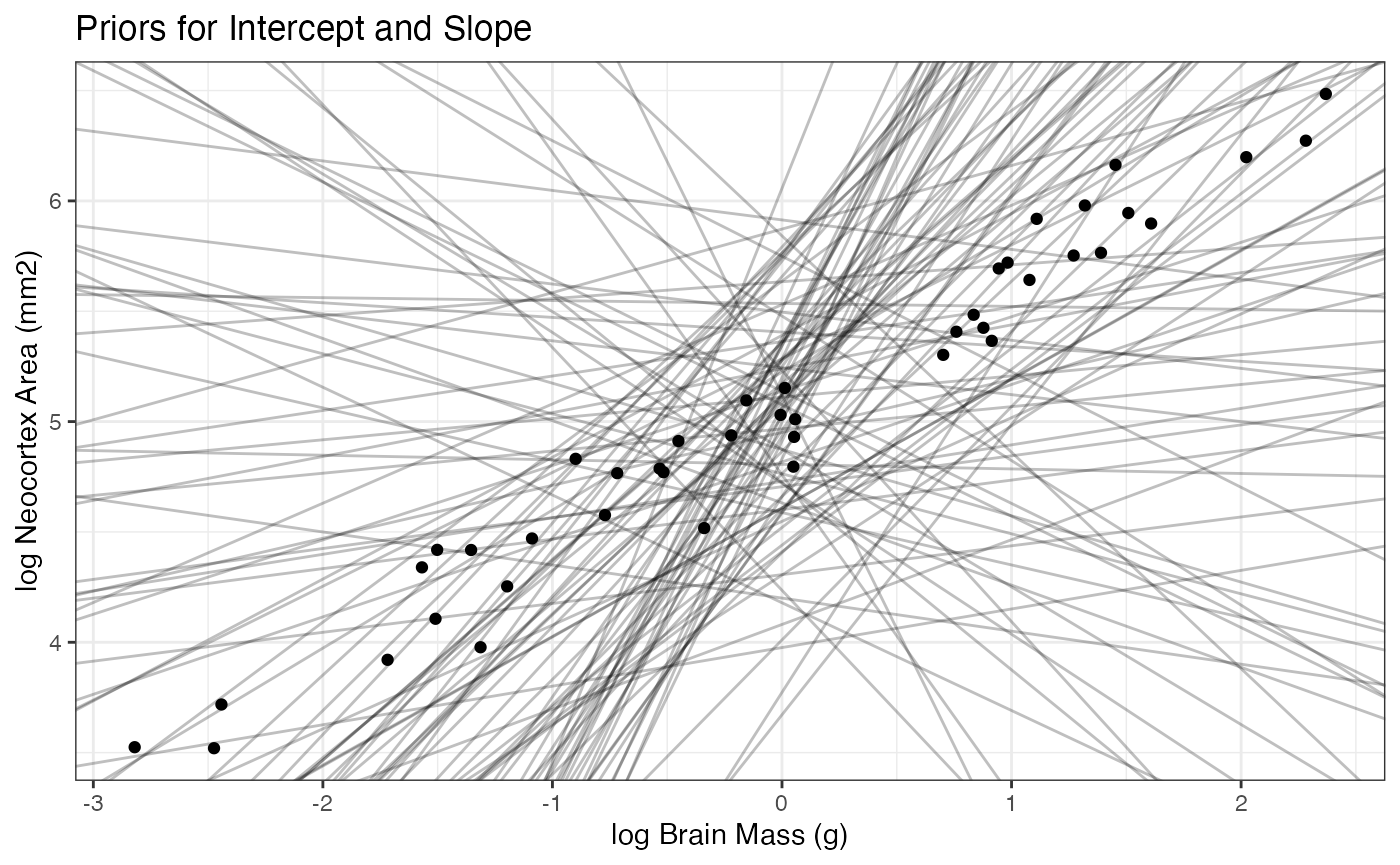 Priors for Intercept and Slope
log Neocortex Area (mm2)
6
5
4
-3 -2 -1 0 1 2
log Brain Mass (g)